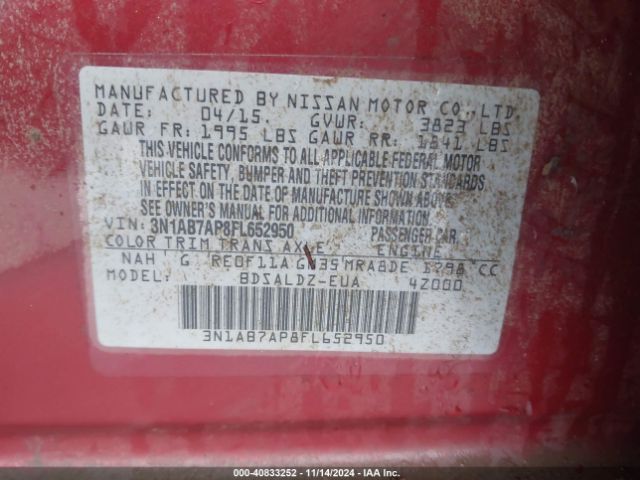 MANUFACTURED BY NISSAN MOTOR CO., LTD.
DATE: 04/15 GVWR: 3823 LBS
GAWR FR: 1995 LBS GAWR RR: 1841 LBS
THIS VEHICLE CONFORMS TO ALL APPLICABLE FEDERAL MOTOR
VEHICLE SAFETY, BUMPER AND THEFT PREVENTION STANDARDS
IN EFFECT ON THE DATE OF MANUFACTURE SHOWN ABOVE.
SEE OWNER'S MANUAL FOR ADDITIONAL INFORMATION.
VIN: 3N1AB7AP8FL652950 PASSENGER CAR
COLOR TRIM TRANS AXLE ENGINE
NAH G RE0F11A GN35 MRA8DE 1798 CC
MODEL: BDSALDZ-EUA 4Z000
3N1AB7AP8FL652950
000-40833252 - 11/14/2024 - IAA Inc.